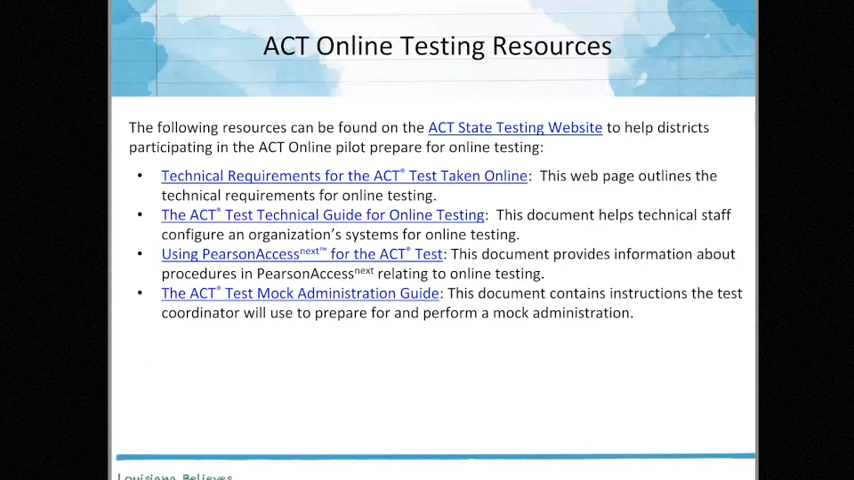 ACT Online Testing Resources
The following resources can be found on the ACT State Testing Website to help districts
participating in the ACT Online pilot prepare for online testing:
• Technical Requirements for the ACT® Test Taken Online: This web page outlines the
technical requirements for online testing.
• The ACT® Test Technical Guide for Online Testing: This document helps technical staff
configure an organization's systems for online testing.
• Using PearsonAccessnext™ for the ACT® Test: This document provides information about
procedures in PearsonAccessnext relating to online testing.
• The ACT® Test Mock Administration Guide: This document contains instructions the test
coordinator will use to prepare for and perform a mock administration.
Louisiana Believes